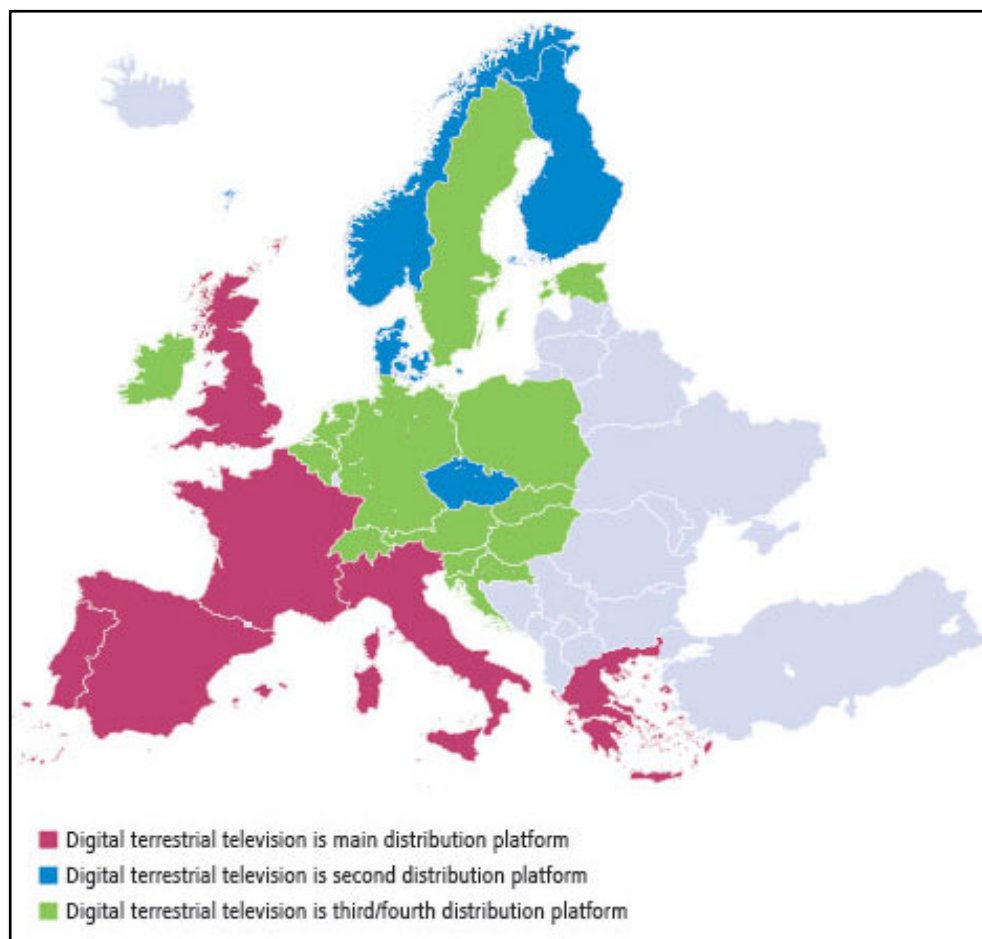 Digital terrestrial television is main distribution platform
Digital terrestrial television is second distribution platform
Digital terrestrial television is third/fourth distribution platform